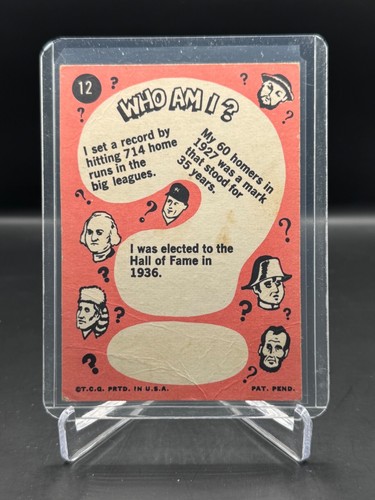 12
WHO AM I?
I set a record by
hitting 714 home
runs in the
big leagues.
My 60 homers in
1927 was a mark
that stood for
35 years.
I was elected to the
Hall of Fame in
1936.
©T.C.G. PRTD. IN U.S.A.
PAT. PEND.